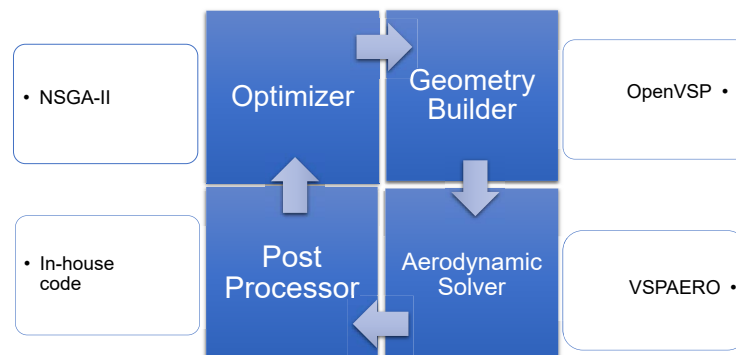 • NSGA-II
Optimizer
Geometry
Builder
OpenVSP •
• In-house
code
Post
Processor
Aerodynamic
Solver
VSPAERO •